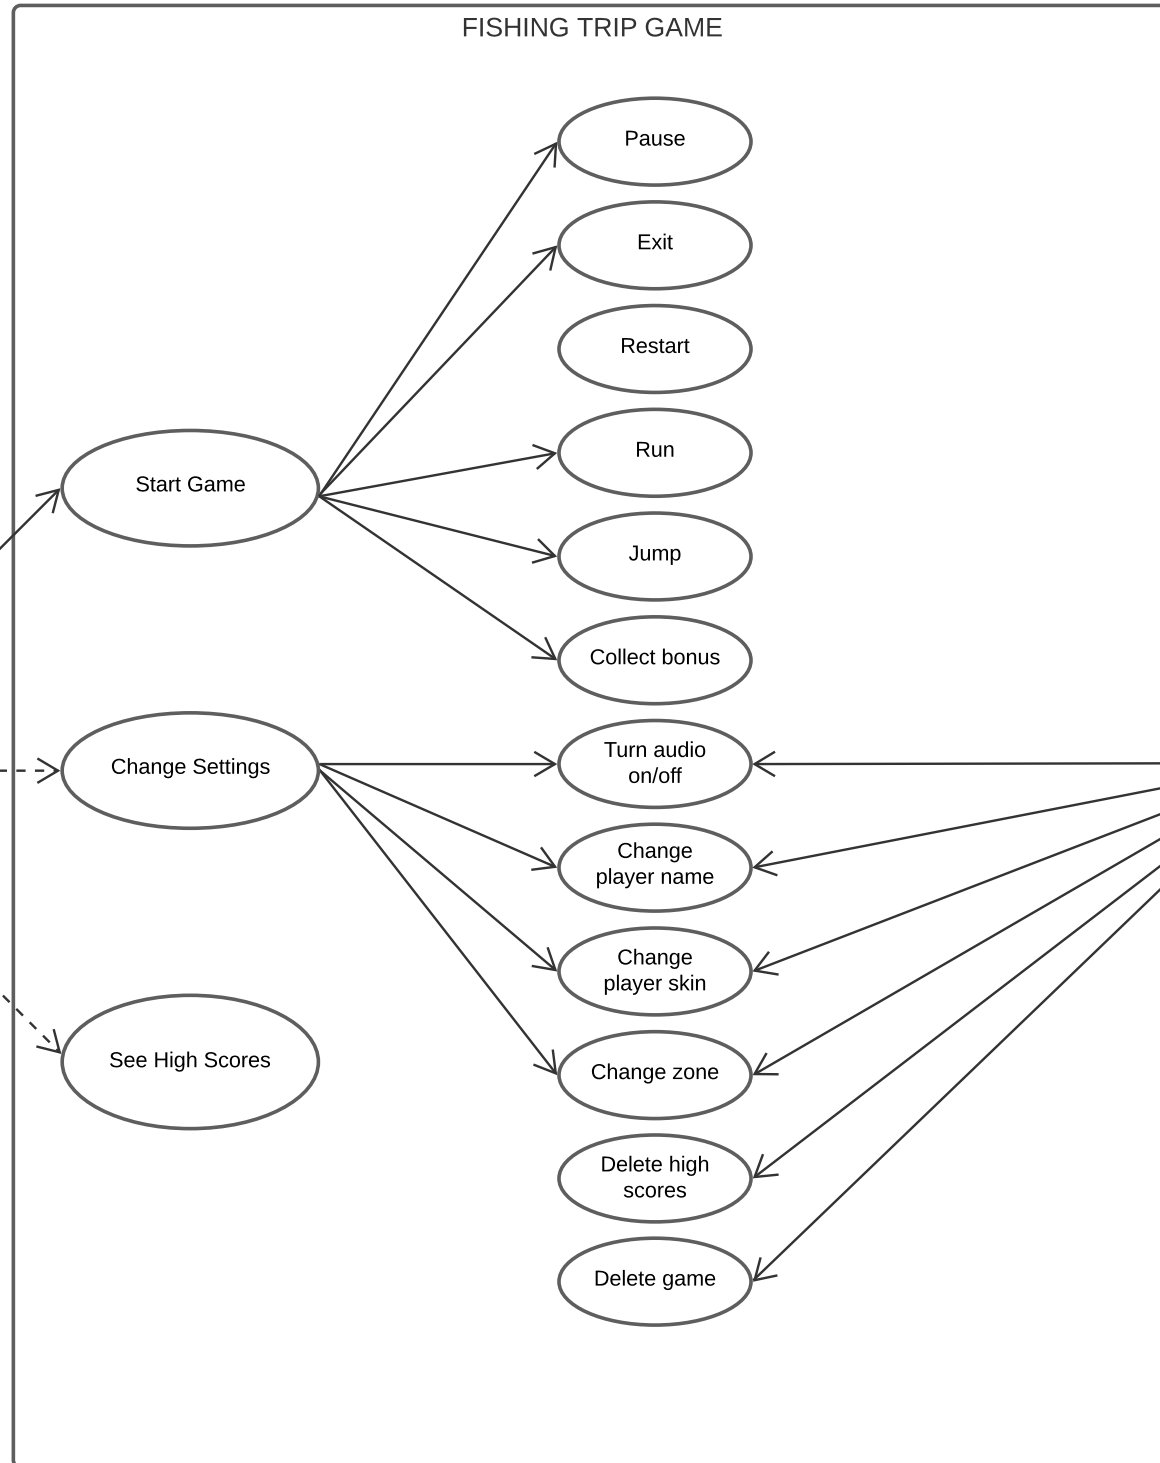 FISHING TRIP GAME
Pause
Exit
Restart
Run
Start Game
Jump
Collect bonus
Change Settings
Turn audio
on/off
Change
player name
Change
player skin
See High Scores
Change zone
Delete high
scores
Delete game